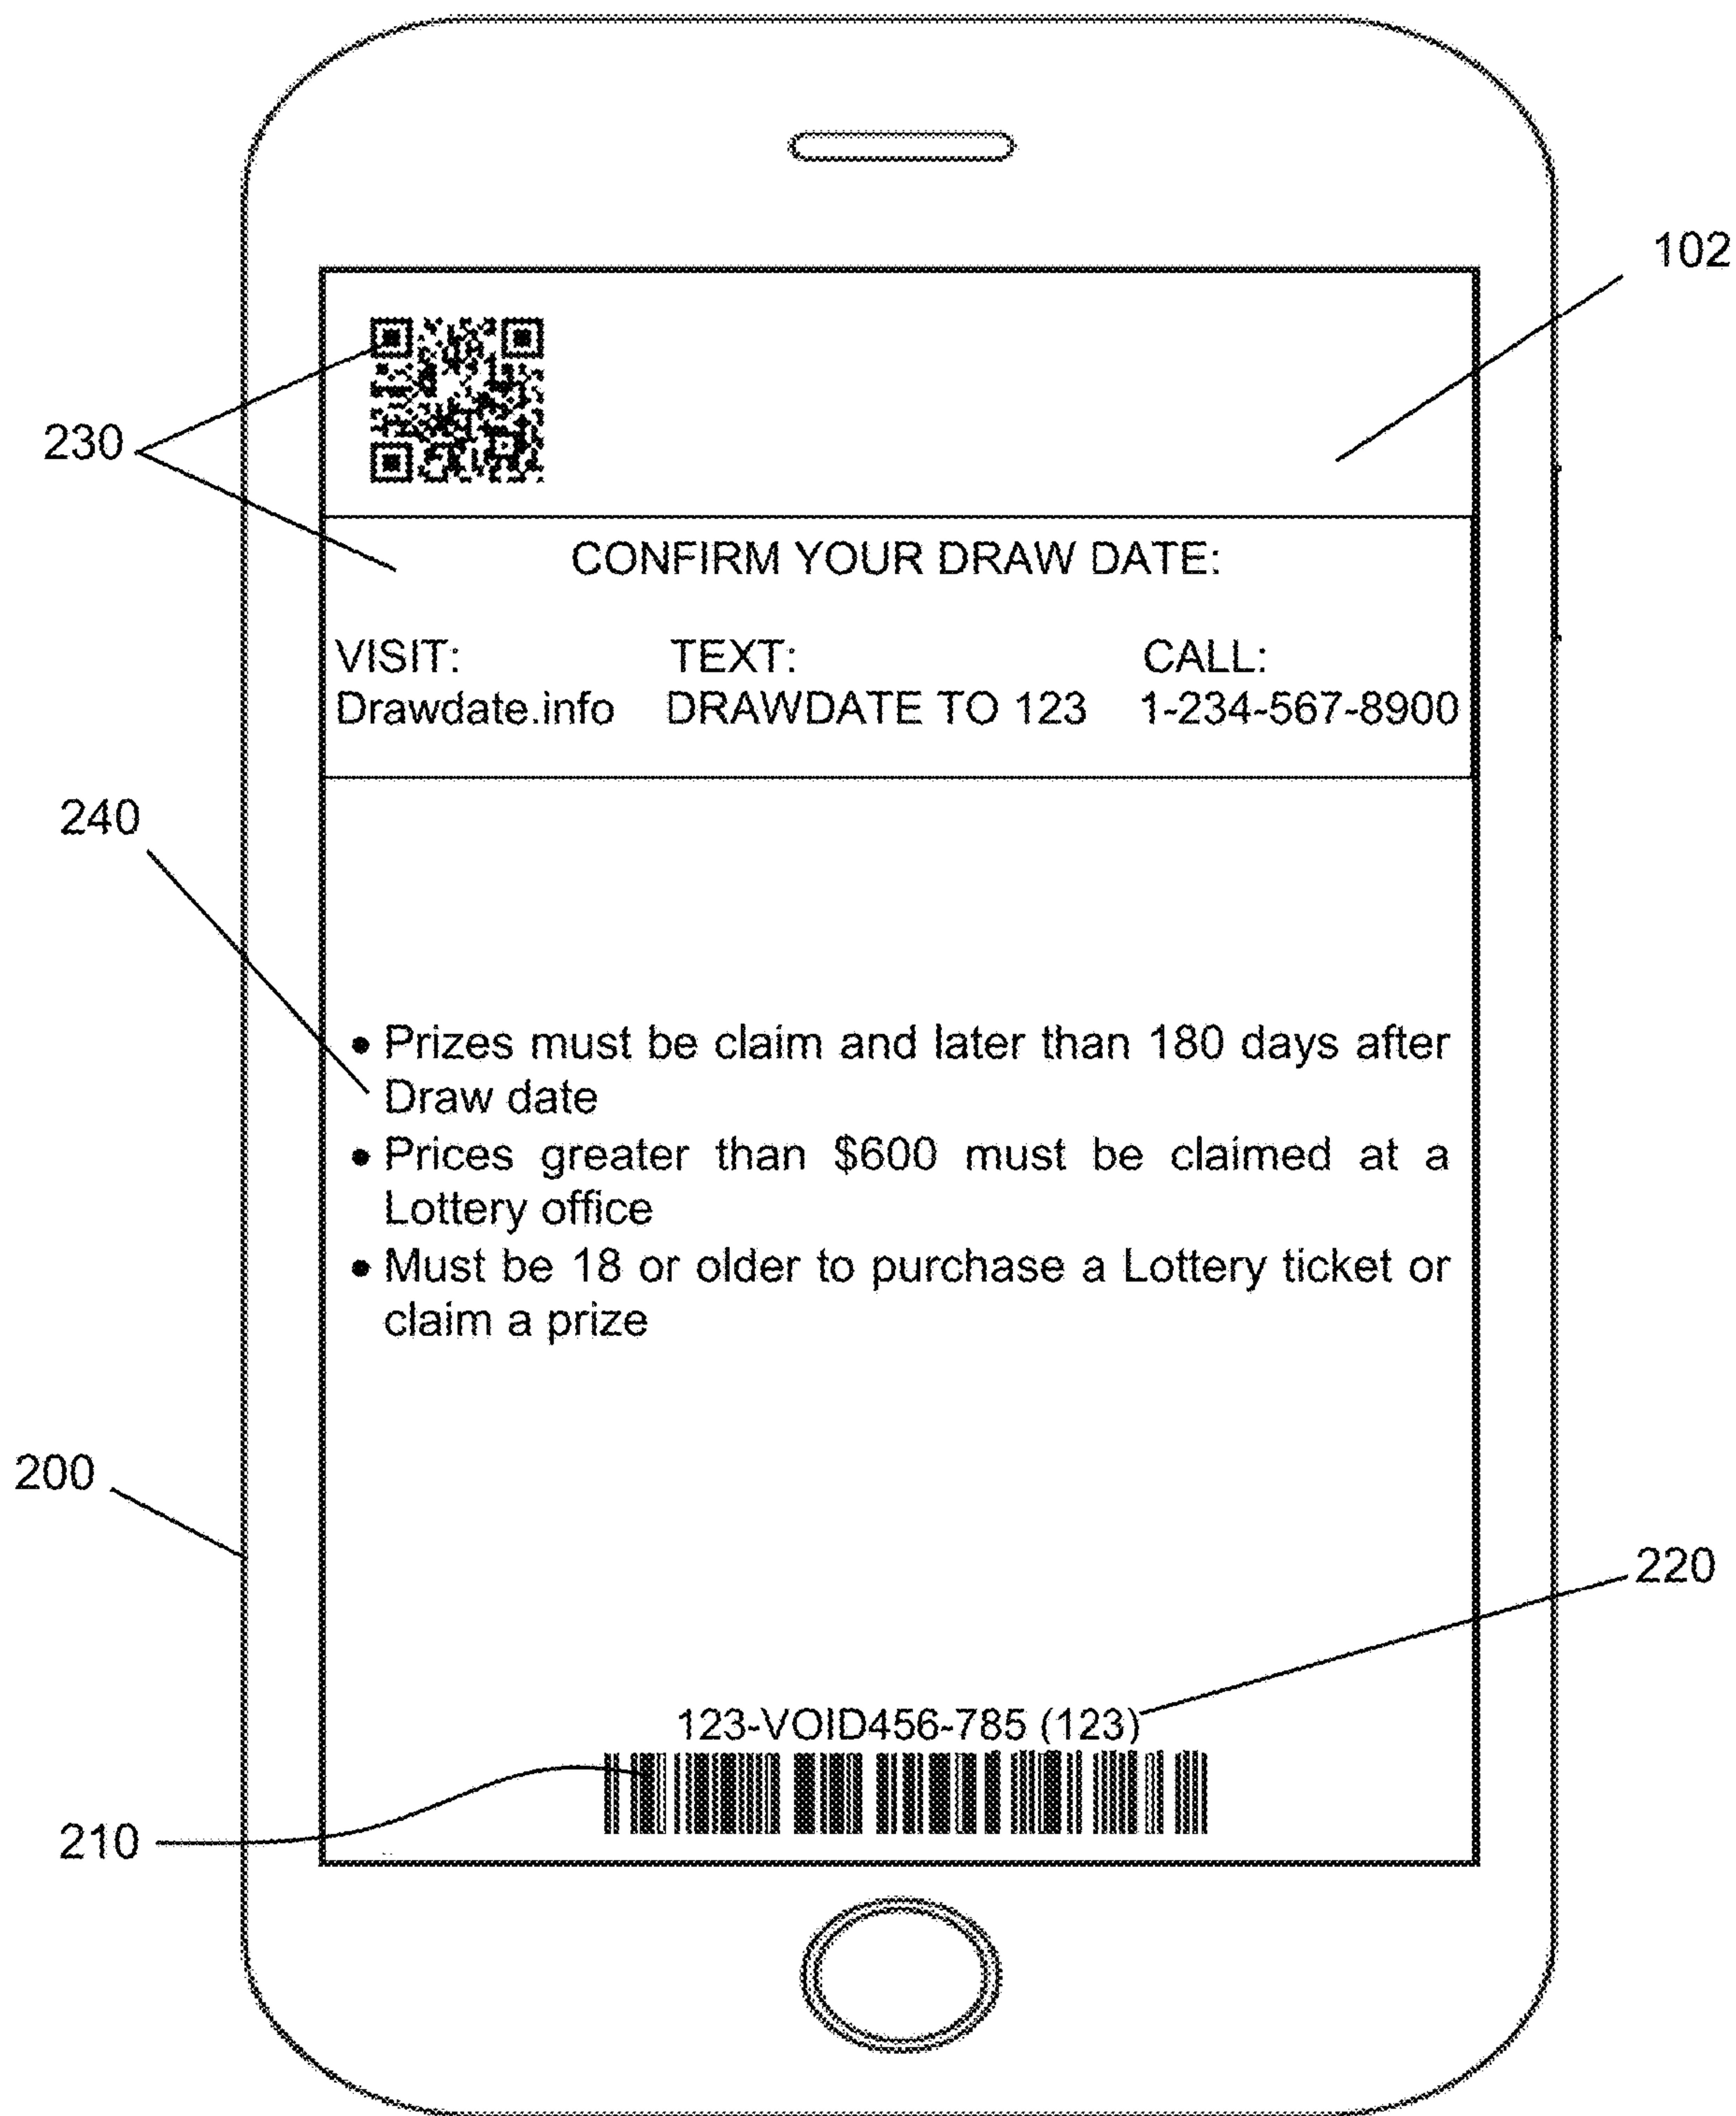 102
230
CONFIRM YOUR DRAW DATE:
VISIT: TEXT: CALL:
Drawdate.info DRAWDATE TO 123 1-234-567-8900
240
• Prizes must be claim and later than 180 days after
Draw date
• Prices greater than $600 must be claimed at a
Lottery office
• Must be 18 or older to purchase a Lottery ticket or
claim a prize
200
220
123-VOID456-785 (123)
210